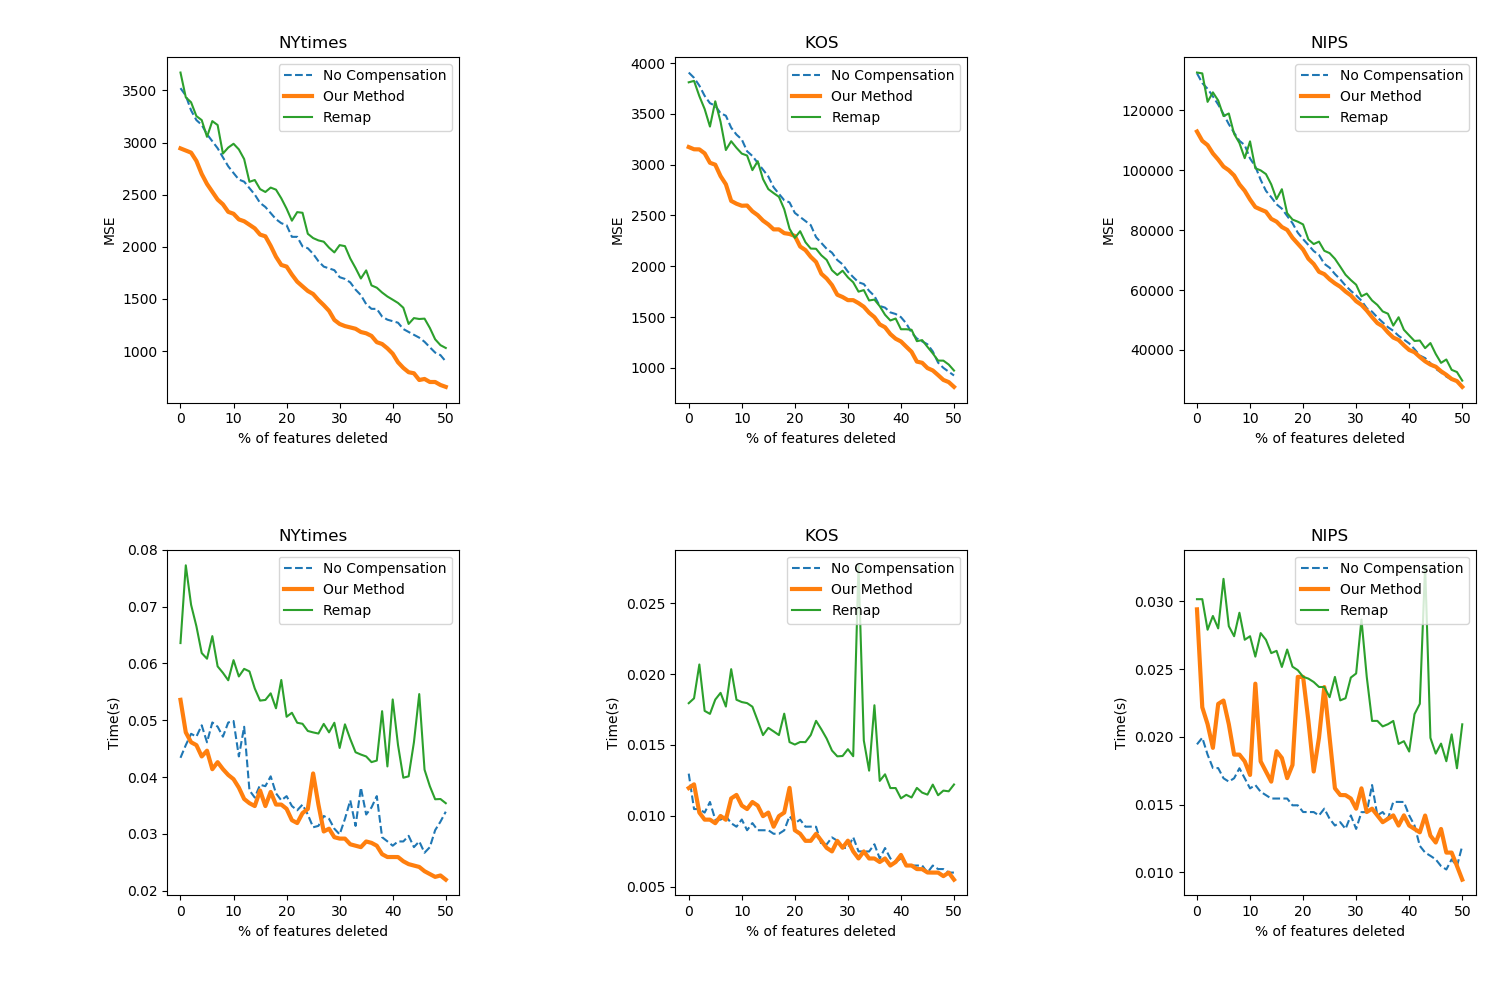 NYtimes
3500
3000
2500
2000
1500
1000
MSE
0 10 20 30 40 50
% of features deleted
No Compensation
Our Method
Remap
KOS
4000
3500
3000
2500
2000
1500
1000
MSE
0 10 20 30 40 50
% of features deleted
No Compensation
Our Method
Remap
NIPS
120000
100000
80000
60000
40000
MSE
0 10 20 30 40 50
% of features deleted
No Compensation
Our Method
Remap
NYtimes
0.08
0.07
0.06
0.05
0.04
0.03
0.02
Time(s)
0 10 20 30 40 50
% of features deleted
No Compensation
Our Method
Remap
KOS
0.025
0.020
0.015
0.010
0.005
Time(s)
0 10 20 30 40 50
% of features deleted
No Compensation
Our Method
Remap
NIPS
0.030
0.025
0.020
0.015
0.010
Time(s)
0 10 20 30 40 50
% of features deleted
No Compensation
Our Method
Remap